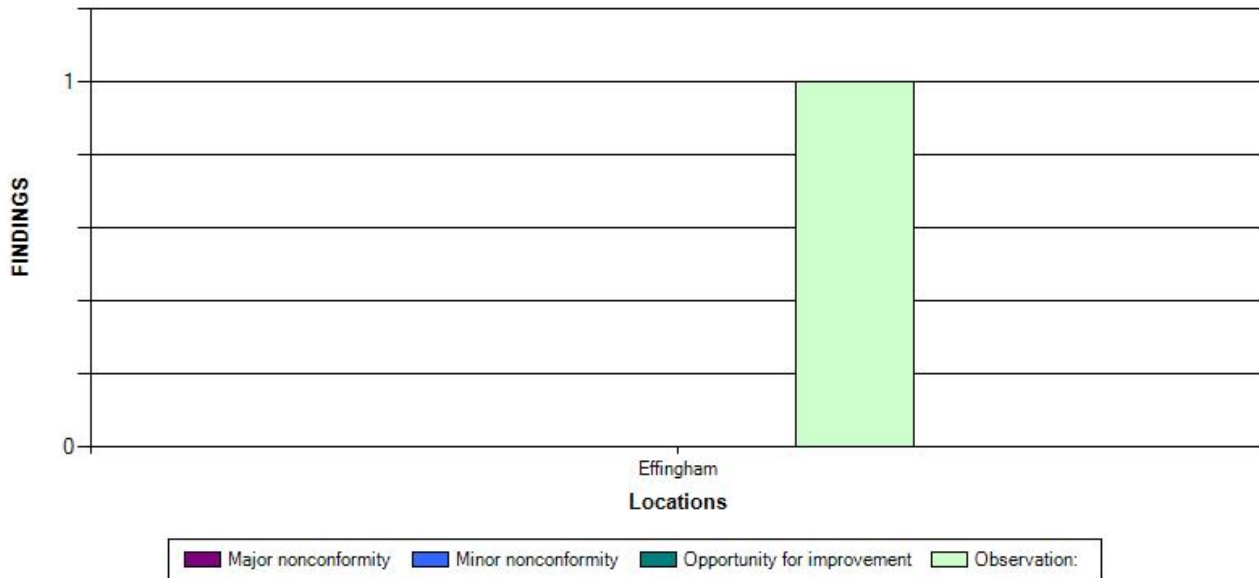 FINDINGS
1
0
Effingham
Locations
Major nonconformity Minor nonconformity Opportunity for improvement Observation: